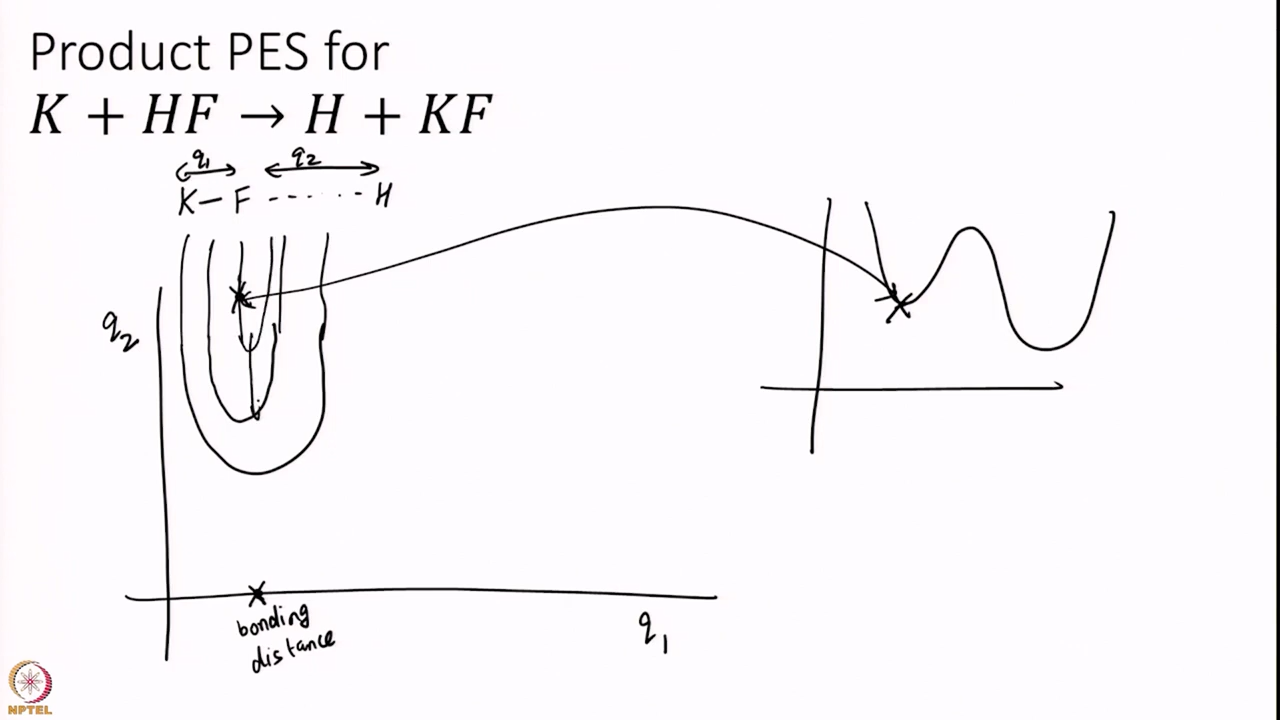 Product PES for
K + HF → H + KF
q1 q2
K – F ------ H
q2
bonding
distance
q1
NPTEL